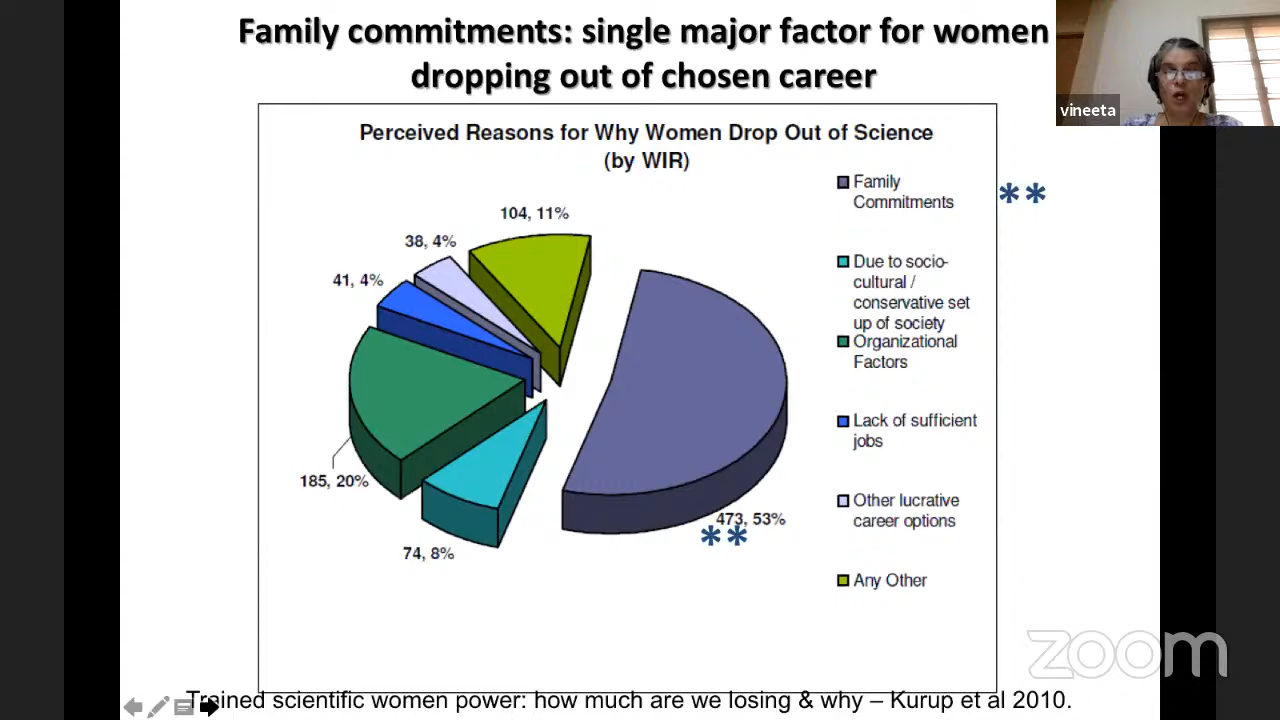 Family commitments: single major factor for women
dropping out of chosen career
vineeta
Perceived Reasons for Why Women Drop Out of Science
(by WIR)
Family
Commitments
**
Due to socio-
cultural /
conservative set
up of society
Organizational
Factors
Lack of sufficient
jobs
Other lucrative
career options
Any Other
104, 11%
38, 4%
41, 4%
185, 20%
74, 8%
473, 53%
**
zoom
Trained scientific women power: how much are we losing & why – Kurup et al 2010.